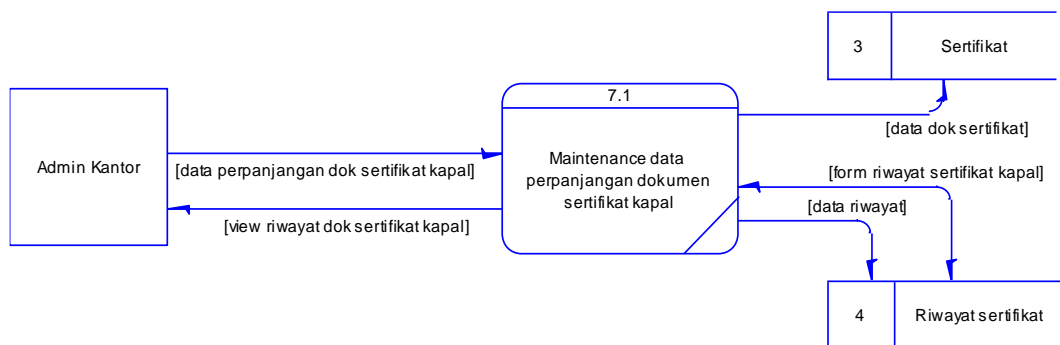 3
Sertifikat
7.1
[data dok sertifikat]
Admin Kantor
[data perpanjangan dok sertifikat kapal]
Maintenance data
perpanjangan dokumen
sertifikat kapal
[form riwayat sertifikat kapal]
[data riwayat]
[view riwayat dok sertifikat kapal]
4
Riwayat sertifikat